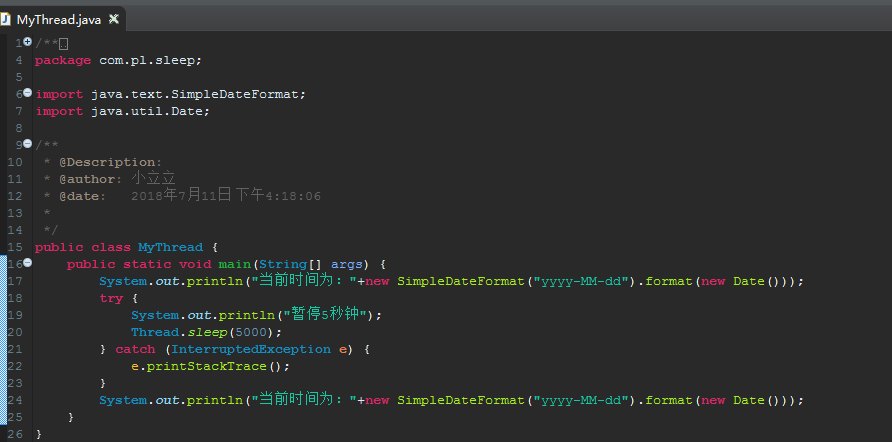 MyThread.java
1 /**
4 package com.pl.sleep;
5
6 import java.text.SimpleDateFormat;
7 import java.util.Date;
8
9 /**
10 * @Description:
11 * @author: 小立立
12 * @date: 2018年7月11日 下午4:18:06
13 *
14 */
15 public class MyThread {
16 public static void main(String[] args) {
17 System.out.println("当前时间为："+new SimpleDateFormat("yyyy-MM-dd").format(new Date()));
18 try {
19 System.out.println("暂停5秒钟");
20 Thread.sleep(5000);
21 } catch (InterruptedException e) {
22 e.printStackTrace();
23 }
24 System.out.println("当前时间为："+new SimpleDateFormat("yyyy-MM-dd").format(new Date()));
25 }
26 }